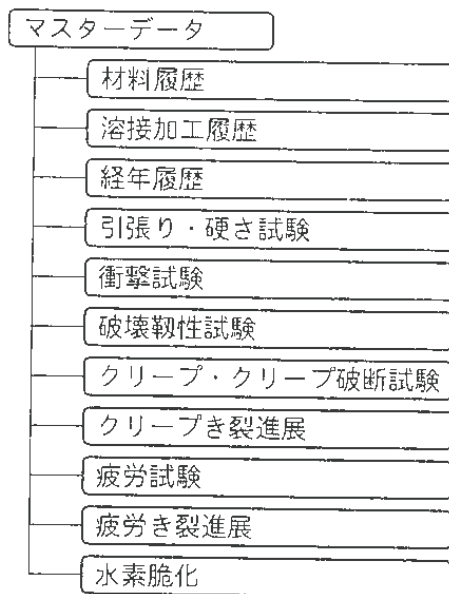 マスターデータ
材料履歴
溶接加工履歴
経年履歴
引張り・硬さ試験
衝撃試験
破壊靱性試験
クリープ・クリープ破断試験
クリープき裂進展
疲労試験
疲労き裂進展
水素脆化